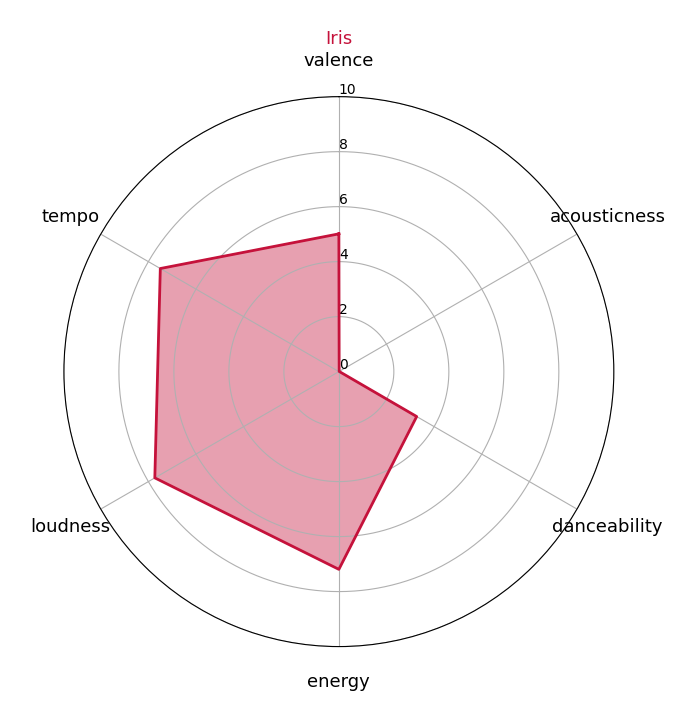 Iris
valence
10
8
6
4
2
0
tempo
acousticness
loudness
danceability
energy